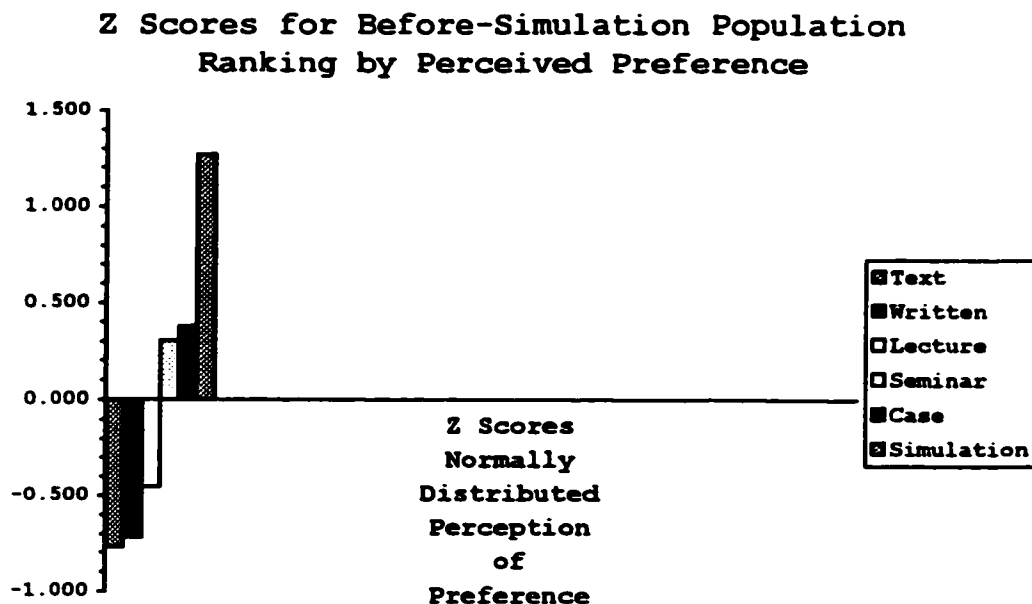 Z Scores for Before-Simulation Population
Ranking by Perceived Preference
1.500
1.000
0.500
0.000
-0.500
-1.000
Z Scores
Normally
Distributed
Perception
of
Preference
Text
Written
Lecture
Seminar
Case
Simulation